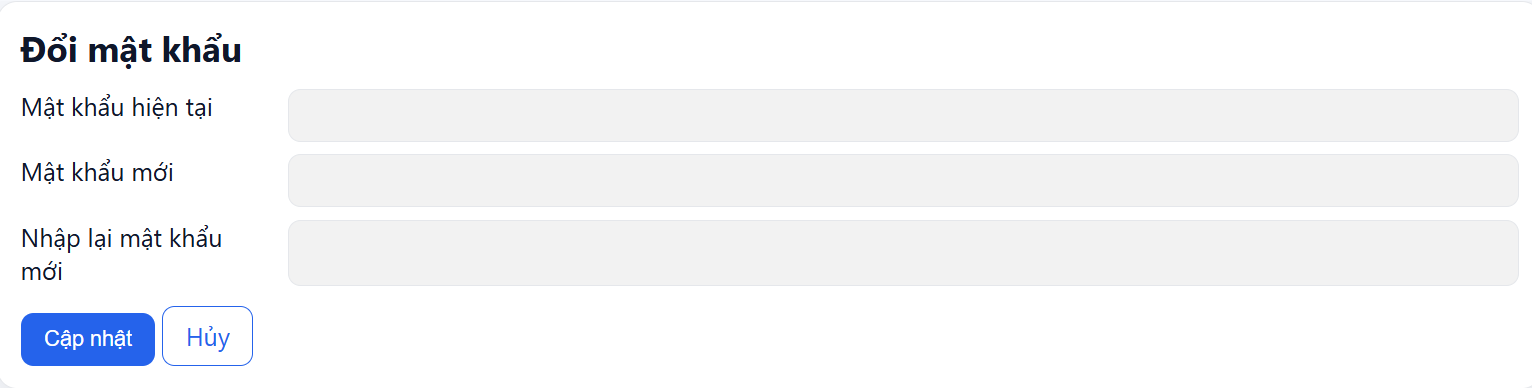 Đổi mật khẩu
Mật khẩu hiện tại
Mật khẩu mới
Nhập lại mật khẩu
mới
Cập nhật Hủy